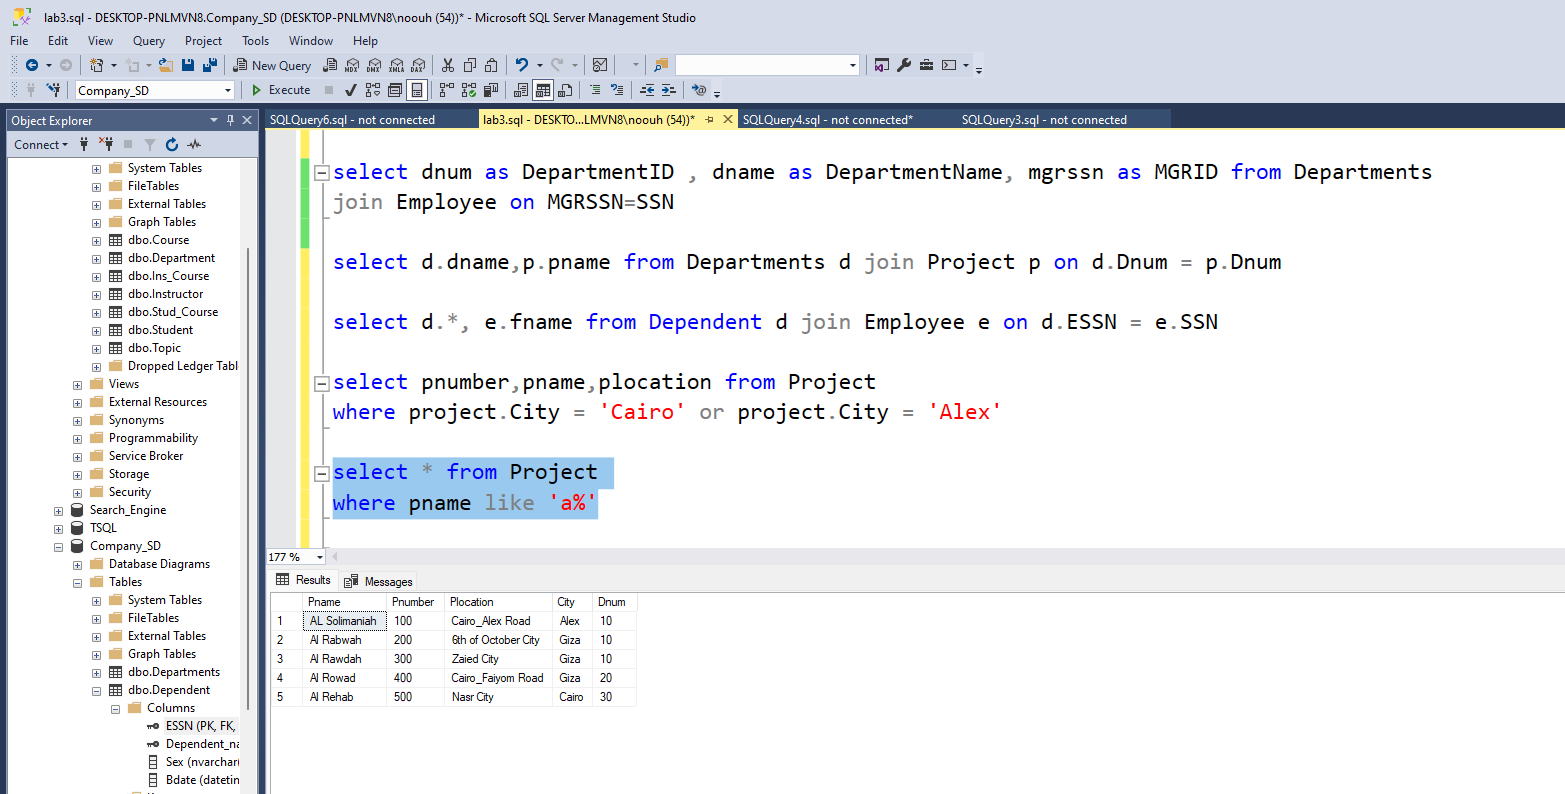 lab3.sql - DESKTOP-PNLMVN8.Company_SD (DESKTOP-PNLMVN8\noouh (54))* - Microsoft SQL Server Management Studio
File Edit View Query Project Tools Window Help
New Query MDX DMX XMLA DAX
Company_SD Execute
Object Explorer
Connect
System Tables
FileTables
External Tables
Graph Tables
dbo.Course
dbo.Department
dbo.Ins_Course
dbo.Instructor
dbo.Stud_Course
dbo.Student
dbo.Topic
Dropped Ledger Tabl
Views
External Resources
Synonyms
Programmability
Service Broker
Storage
Security
Search_Engine
TSQL
Company_SD
Database Diagrams
Tables
System Tables
FileTables
External Tables
Graph Tables
dbo.Departments
dbo.Dependent
Columns
ESSN (PK, FK,
Dependent_na
Sex (nvarchar(
Bdate (datetin
SQLQuery6.sql - not connected lab3.sql - DESKTO...LMVN8\noouh (54))* SQLQuery4.sql - not connected* SQLQuery3.sql - not connected
select dnum as DepartmentID , dname as DepartmentName, mgrssn as MGRID from Departments
join Employee on MGRSSN=SSN
select d.dname,p.pname from Departments d join Project p on d.Dnum = p.Dnum
select d.*, e.fname from Dependent d join Employee e on d.ESSN = e.SSN
select pnumber,pname,plocation from Project
where project.City = 'Cairo' or project.City = 'Alex'
select * from Project
where pname like 'a%'
177 %
Results Messages
Pname Pnumber Plocation City Dnum
1 AL Solimaniah 100 Cairo_Alex Road Alex 10
2 Al Rabwah 200 6th of October City Giza 10
3 Al Rawdah 300 Zaied City Giza 10
4 Al Rowad 400 Cairo_Faiyom Road Giza 20
5 Al Rehab 500 Nasr City Cairo 30